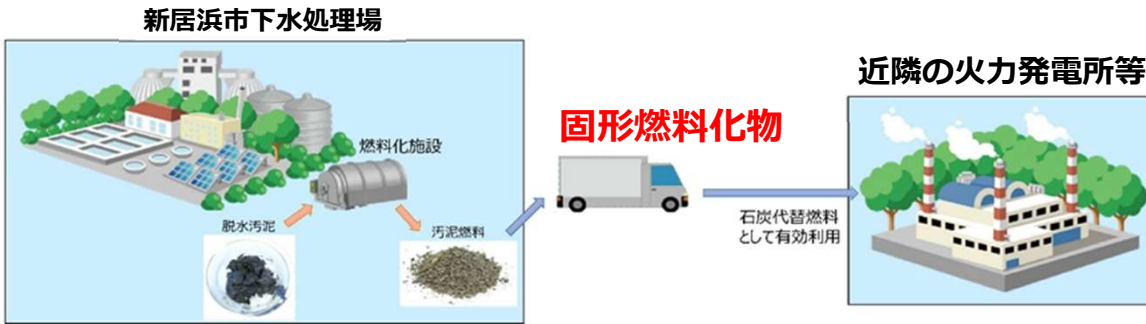 新居浜市下水処理場
燃料化施設
脱水汚泥
汚泥燃料
固形燃料化物
石炭代替燃料
として有効利用
近隣の火力発電所等